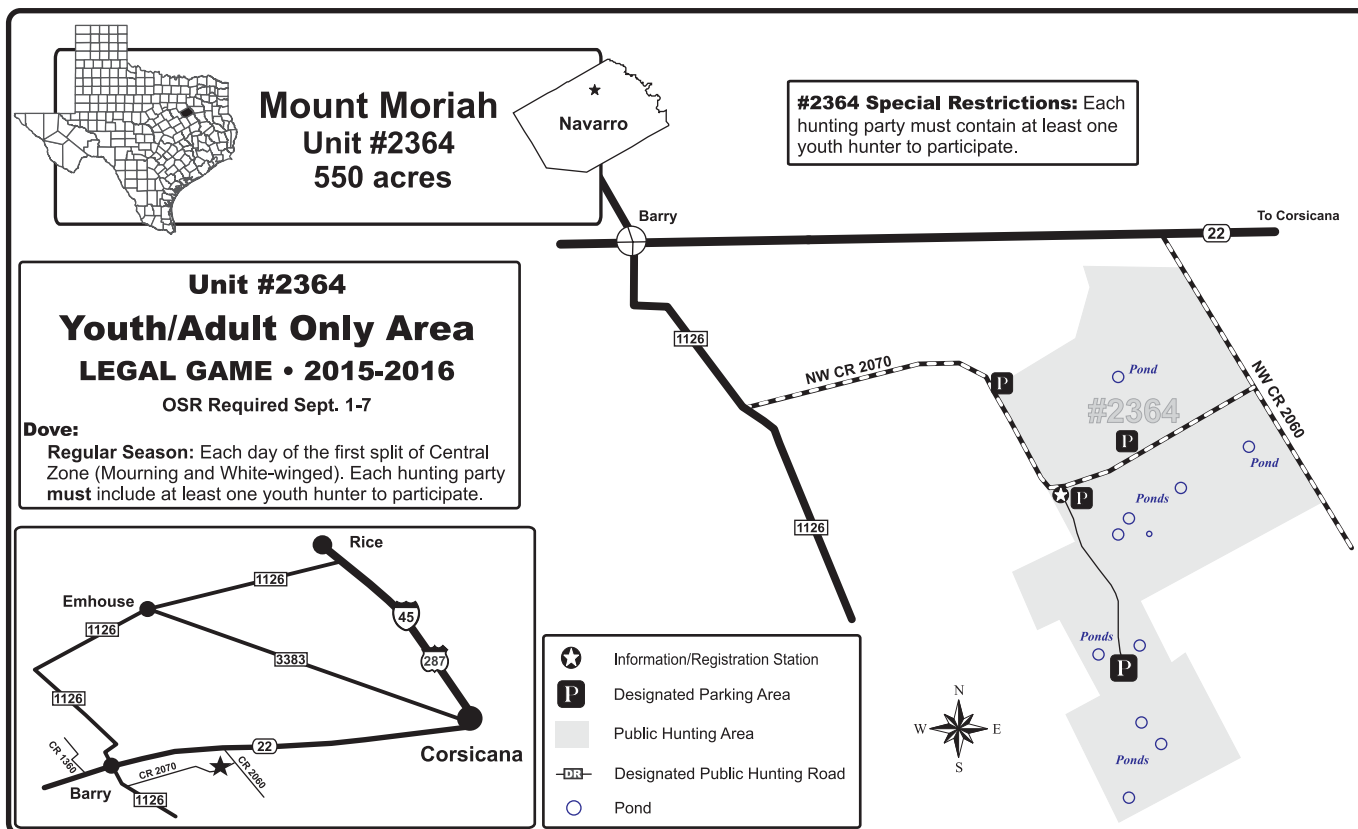 Mount Moriah
Unit #2364
550 acres
Navarro
#2364 Special Restrictions: Each
hunting party must contain at least one
youth hunter to participate.
Barry
To Corsicana
22
Unit #2364
Youth/Adult Only Area
LEGAL GAME • 2015-2016
OSR Required Sept. 1-7
Dove:
Regular Season: Each day of the first split of Central
Zone (Mourning and White-winged). Each hunting party
must include at least one youth hunter to participate.
1126
NW CR 2070
P
Pond
#2364
NW CR 2060
P
Pond
Ponds
P
1126
Ponds
P
Ponds
Rice
1126
Emhouse
45
1126
3383
287
1126
22
Corsicana
CR 1360
CR 2070
CR 2060
Barry
1126
Information/Registration Station
P Designated Parking Area
Public Hunting Area
DR Designated Public Hunting Road
Pond
N
W E
S